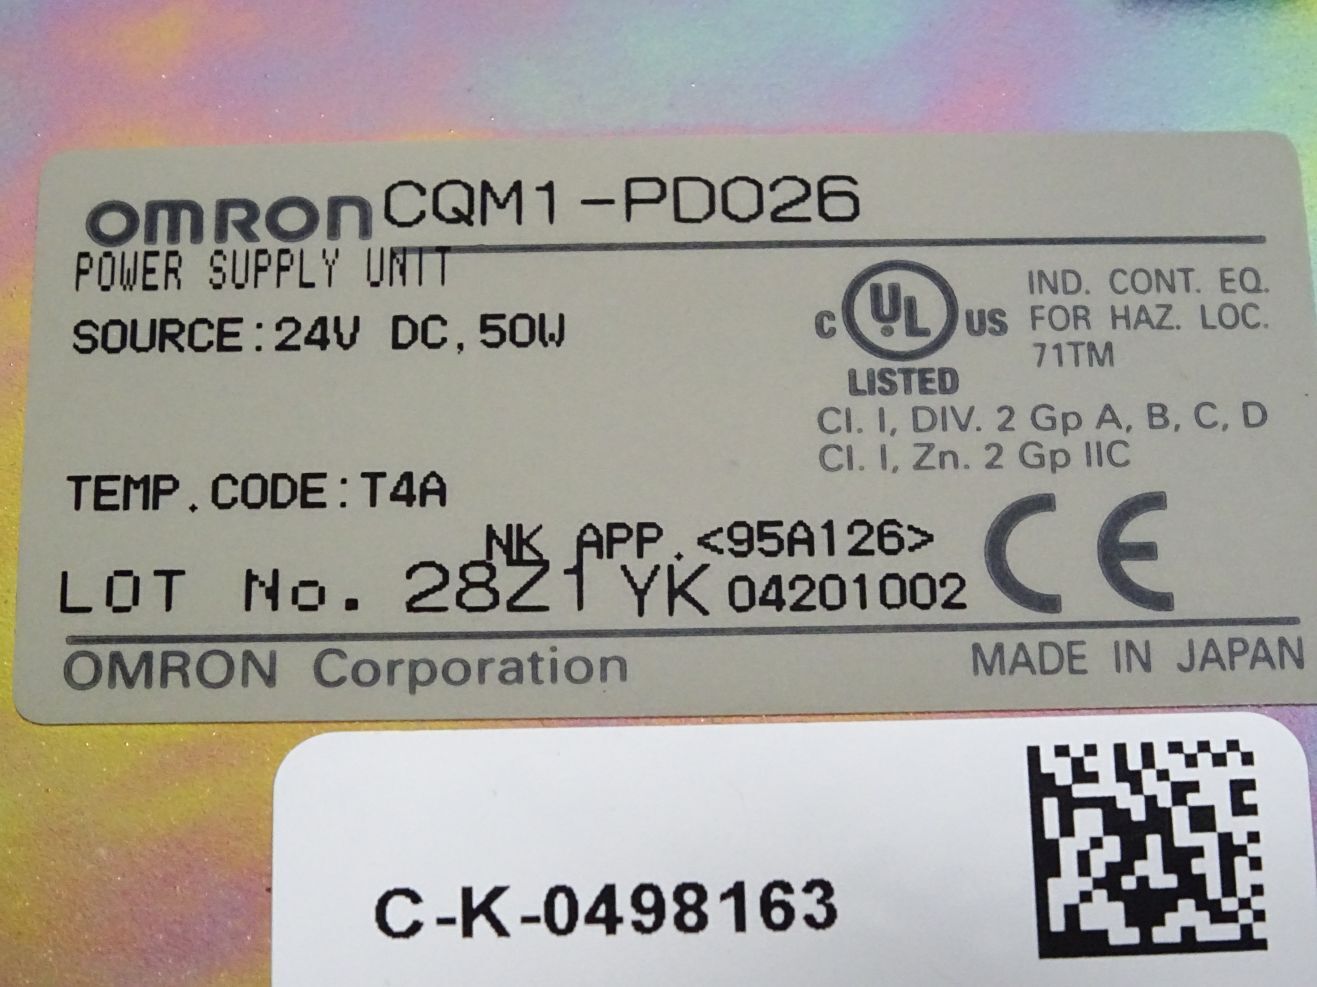 OMRON CQM1-PD026
POWER SUPPLY UNIT
SOURCE:24V DC,50W
C UL US
LISTED
IND. CONT. EQ.
FOR HAZ. LOC.
71TM
Cl. I, DIV. 2 Gp A, B, C, D
Cl. I, Zn. 2 Gp IIC
TEMP.CODE:T4A
NK APP.<95A126>
LOT No. 28Z1 YK 04201002
CE
OMRON Corporation
MADE IN JAPAN
C-K-0498163